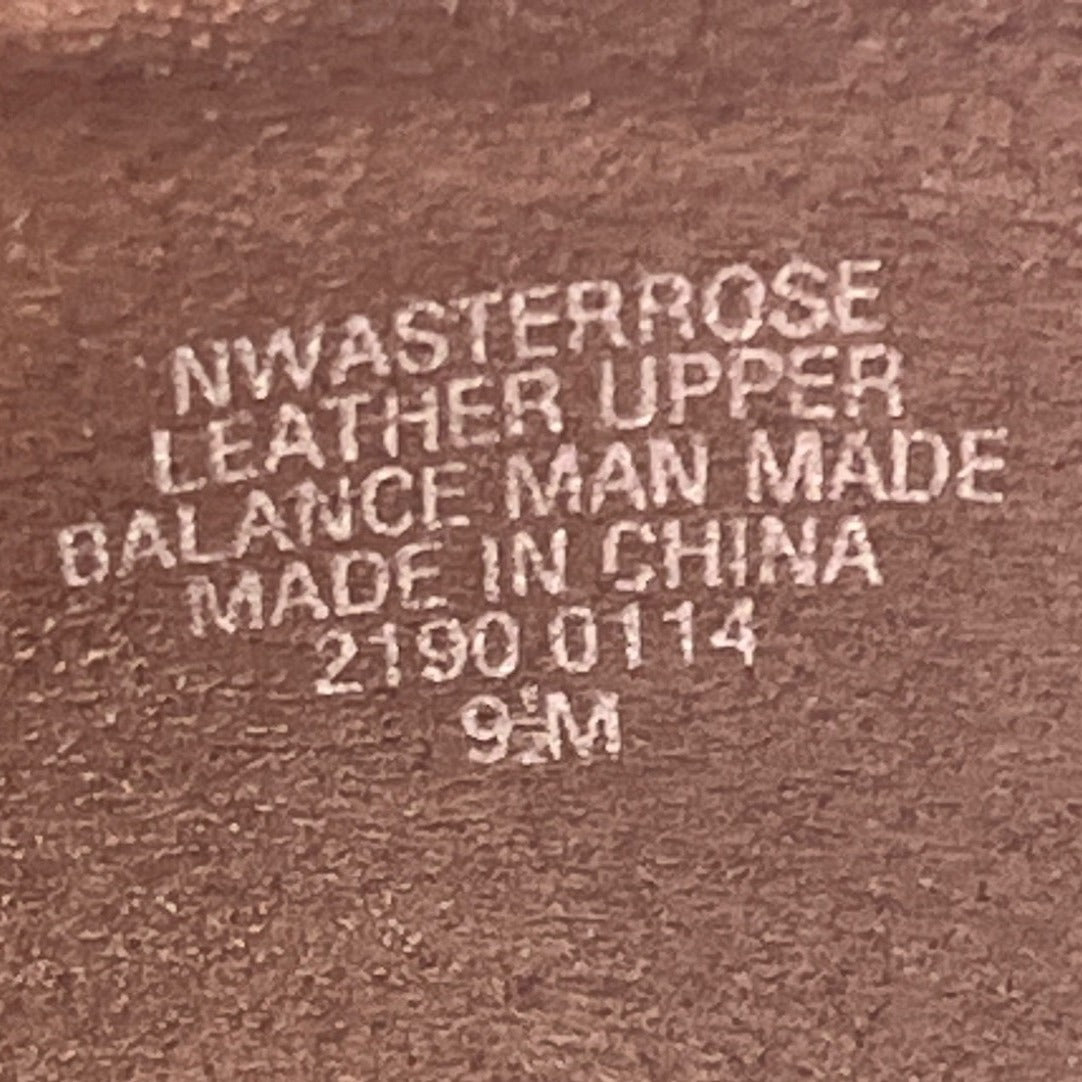 NWASTERROSE
LEATHER UPPER
BALANCE MAN MADE
MADE IN CHINA
2190 0114
9½M